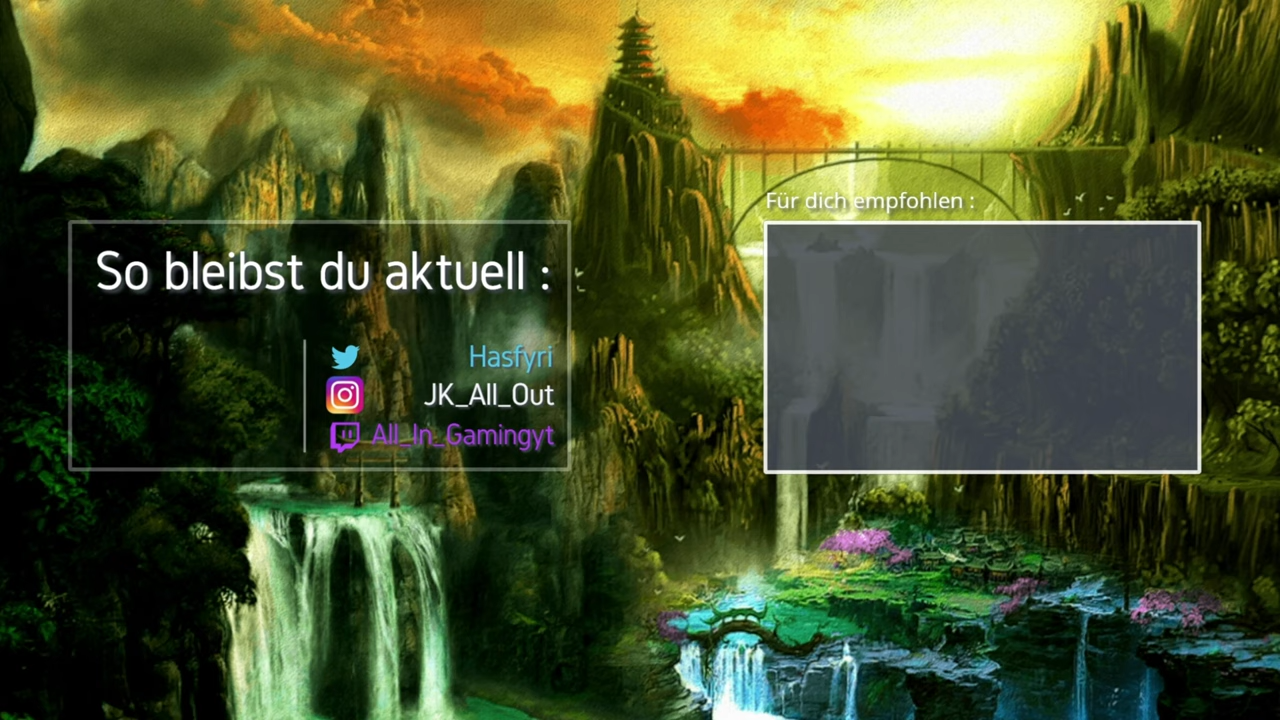 So bleibst du aktuell :
Hasfyri
JK_All_Out
All_In_Gamingyt
Für dich empfohlen :